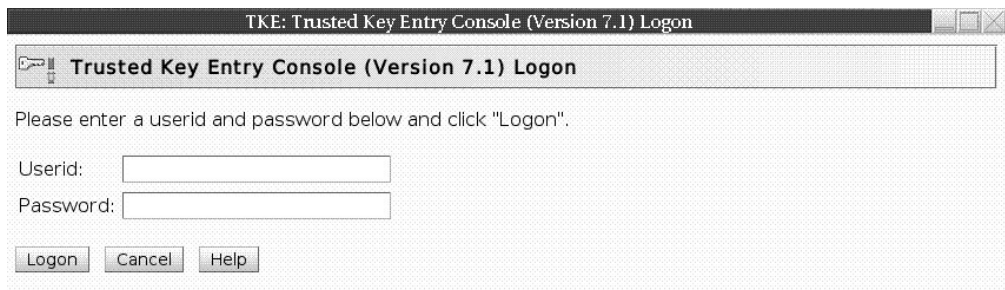 TKE: Trusted Key Entry Console (Version 7.1) Logon
Trusted Key Entry Console (Version 7.1) Logon
Please enter a userid and password below and click "Logon".
Userid:
Password:
Logon Cancel Help